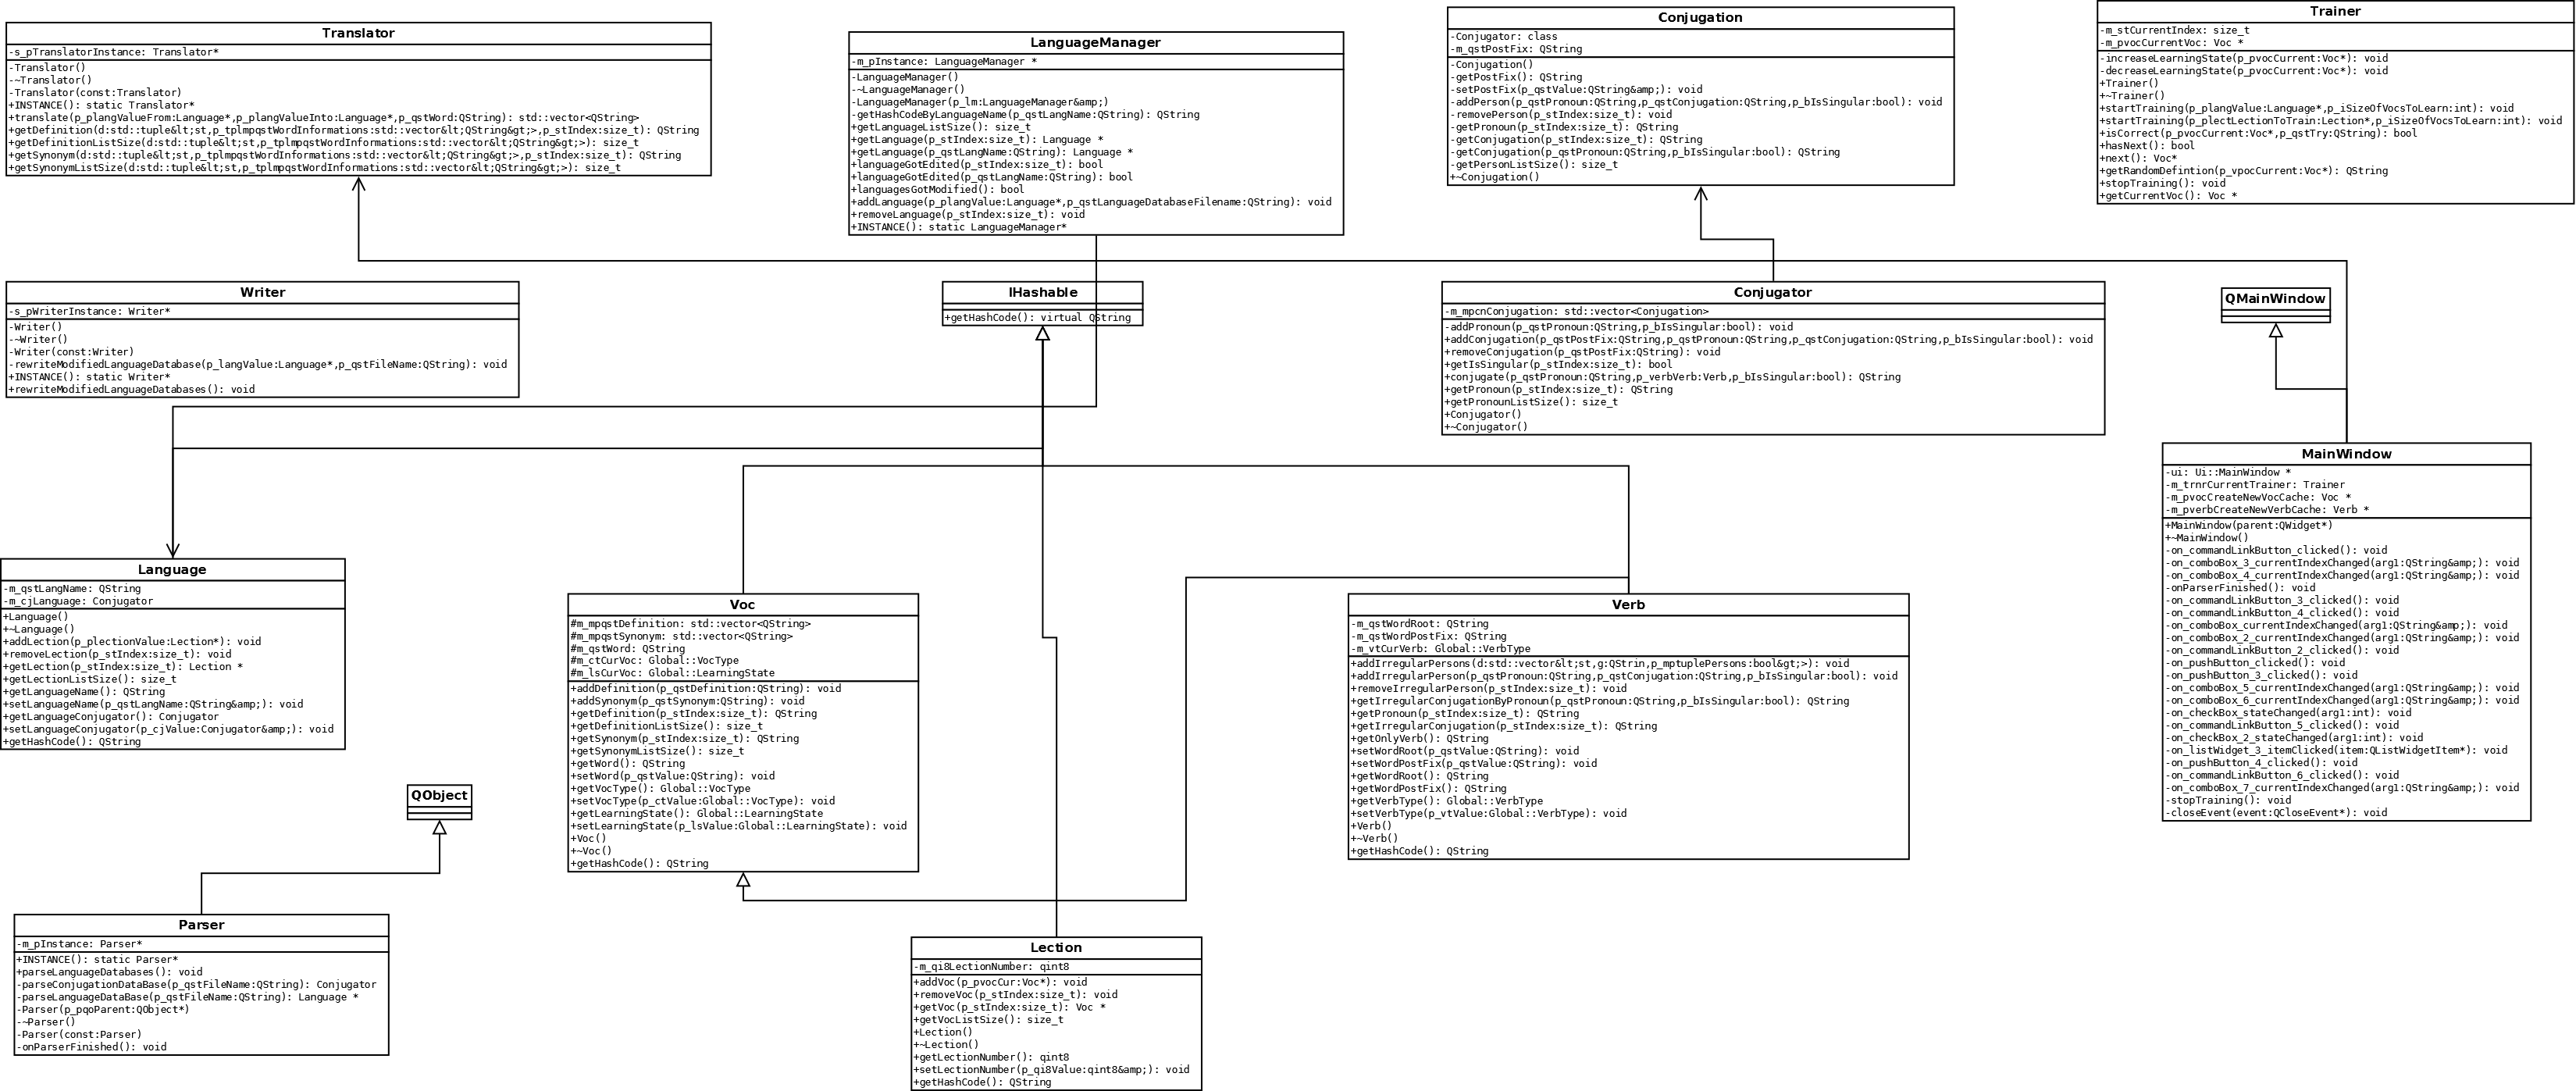 Translator
-s_pTranslatorInstance: Translator*
-Translator()
-~Translator()
-Translator(const:Translator)
+INSTANCE(): static Translator*
+translate(p_plangValueFrom:Language*,p_plangValueInto:Language*,p_qstWord:QString): std::vector<QString>
+getDefinition(d:std::tuple&lt;st,p_tplmpqstWordInformations:std::vector&lt;QString&gt;>,p_stIndex:size_t): QString
+getDefinitionListSize(d:std::tuple&lt;st,p_tplmpqstWordInformations:std::vector&lt;QString&gt;>): size_t
+getSynonym(d:std::tuple&lt;st,p_tplmpqstWordInformations:std::vector&lt;QString&gt;>,p_stIndex:size_t): QString
+getSynonymListSize(d:std::tuple&lt;st,p_tplmpqstWordInformations:std::vector&lt;QString&gt;>): size_t
LanguageManager
-m_pInstance: LanguageManager *
-LanguageManager()
-~LanguageManager()
-LanguageManager(p_lm:LanguageManager&amp;)
-getHashCodeByLanguageName(p_qstLangName:QString): QString
+getLanguageListSize(): size_t
+getLanguage(p_stIndex:size_t): Language *
+getLanguage(p_qstLangName:QString): Language *
+languageGotEdited(p_stIndex:size_t): bool
+languageGotEdited(p_qstLangName:QString): bool
+languagesGotModified(): bool
+addLanguage(p_plangValue:Language*,p_qstLanguageDatabaseFilename:QString): void
+removeLanguage(p_stIndex:size_t): void
+INSTANCE(): static LanguageManager*
Conjugation
-Conjugator: class
-m_qstPostFix: QString
-Conjugation()
-getPostFix(): QString
-setPostFix(p_qstValue:QString&amp;): void
-addPerson(p_qstPronoun:QString,p_qstConjugation:QString,p_bIsSingular:bool): void
-removePerson(p_stIndex:size_t): void
-getPronoun(p_stIndex:size_t): QString
-getConjugation(p_stIndex:size_t): QString
-getConjugation(p_qstPronoun:QString,p_bIsSingular:bool): QString
-getPersonListSize(): size_t
+~Conjugation()
Trainer
-m_stCurrentIndex: size_t
-m_pvocCurrentVoc: Voc *
-increaseLearningState(p_pvocCurrent:Voc*): void
-decreaseLearningState(p_pvocCurrent:Voc*): void
+Trainer()
+~Trainer()
+startTraining(p_plangValue:Language*,p_iSizeOfVocsToLearn:int): void
+startTraining(p_plectLectionToTrain:Lection*,p_iSizeOfVocsToLearn:int): void
+isCorrect(p_pvocCurrent:Voc*,p_qstTry:QString): bool
+hasNext(): bool
+next(): Voc*
+getRandomDefintion(p_vpocCurrent:Voc*): QString
+stopTraining(): void
+getCurrentVoc(): Voc *
Writer
-s_pWriterInstance: Writer*
-Writer()
-~Writer()
-Writer(const:Writer)
-rewriteModifiedLanguageDatabase(p_langValue:Language*,p_qstFileName:QString): void
+INSTANCE(): static Writer*
+rewriteModifiedLanguageDatabases(): void
IHashable
+getHashCode(): virtual QString
Conjugator
-m_mpcnConjugation: std::vector<Conjugation>
-addPronoun(p_qstPronoun:QString,p_bIsSingular:bool): void
+addConjugation(p_qstPostFix:QString,p_qstPronoun:QString,p_qstConjugation:QString,p_bIsSingular:bool): void
+removeConjugation(p_qstPostFix:QString): void
+getIsSingular(p_stIndex:size_t): bool
+conjugate(p_qstPronoun:QString,p_verbVerb:Verb,p_bIsSingular:bool): QString
+getPronoun(p_stIndex:size_t): QString
+getPronounListSize(): size_t
+Conjugator()
+~Conjugator()
QMainWindow
MainWindow
-ui: Ui::MainWindow *
-m_trnrCurrentTrainer: Trainer
-m_pvocCreateNewVocCache: Voc *
-m_pverbCreateNewVerbCache: Verb *
+MainWindow(parent:QWidget*)
+~MainWindow()
-on_commandLinkButton_clicked(): void
-on_comboBox_3_currentIndexChanged(arg1:QString&amp;): void
-on_comboBox_4_currentIndexChanged(arg1:QString&amp;): void
-onParserFinished(): void
-on_commandLinkButton_3_clicked(): void
-on_commandLinkButton_4_clicked(): void
-on_comboBox_currentIndexChanged(arg1:QString&amp;): void
-on_comboBox_2_currentIndexChanged(arg1:QString&amp;): void
-on_commandLinkButton_2_clicked(): void
-on_pushButton_clicked(): void
-on_pushButton_3_clicked(): void
-on_comboBox_5_currentIndexChanged(arg1:QString&amp;): void
-on_comboBox_6_currentIndexChanged(arg1:QString&amp;): void
-on_checkBox_stateChanged(arg1:int): void
-on_commandLinkButton_5_clicked(): void
-on_checkBox_2_stateChanged(arg1:int): void
-on_listWidget_3_itemClicked(item:QListWidgetItem*): void
-on_pushButton_4_clicked(): void
-on_commandLinkButton_6_clicked(): void
-on_comboBox_7_currentIndexChanged(arg1:QString&amp;): void
-stopTraining(): void
-closeEvent(event:QCloseEvent*): void
Language
-m_qstLangName: QString
-m_cjLanguage: Conjugator
+Language()
+~Language()
+addLection(p_plectionValue:Lection*): void
+removeLection(p_stIndex:size_t): void
+getLection(p_stIndex:size_t): Lection *
+getLectionListSize(): size_t
+getLanguageName(): QString
+setLanguageName(p_qstLangName:QString&amp;): void
+getLanguageConjugator(): Conjugator
+setLanguageConjugator(p_cjValue:Conjugator&amp;): void
+getHashCode(): QString
Voc
#m_mpqstDefinition: std::vector<QString>
#m_mpqstSynonym: std::vector<QString>
#m_qstWord: QString
#m_ctCurVoc: Global::VocType
#m_lsCurVoc: Global::LearningState
+addDefinition(p_qstDefinition:QString): void
+addSynonym(p_qstSynonym:QString): void
+getDefinition(p_stIndex:size_t): QString
+getDefinitionListSize(): size_t
+getSynonym(p_stIndex:size_t): QString
+getSynonymListSize(): size_t
+getWord(): QString
+setWord(p_qstValue:QString): void
+getVocType(): Global::VocType
+setVocType(p_ctValue:Global::VocType): void
+getLearningState(): Global::LearningState
+setLearningState(p_lsValue:Global::LearningState): void
+Voc()
+~Voc()
+getHashCode(): QString
Verb
-m_qstWordRoot: QString
-m_qstWordPostFix: QString
-m_vtCurVerb: Global::VerbType
+addIrregularPersons(d:std::vector&lt;st,g:QStrin,p_mptuplePersons:bool&gt;): void
+addIrregularPerson(p_qstPronoun:QString,p_qstConjugation:QString,p_bIsSingular:bool): void
+removeIrregularPerson(p_stIndex:size_t): void
+getIrregularConjugationByPronoun(p_qstPronoun:QString,p_bIsSingular:bool): QString
+getPronoun(p_stIndex:size_t): QString
+getIrregularConjugation(p_stIndex:size_t): QString
+getOnlyVerb(): QString
+setWordRoot(p_qstValue:QString): void
+setWordPostFix(p_qstValue:QString): void
+getWordRoot(): QString
+getWordPostFix(): QString
+getVerbType(): Global::VerbType
+setVerbType(p_vtValue:Global::VerbType): void
+Verb()
+~Verb()
+getHashCode(): QString
QObject
Parser
-m_pInstance: Parser*
+INSTANCE(): static Parser*
+parseLanguageDatabases(): void
-parseConjugationDataBase(p_qstFileName:QString): Conjugator
-parseLanguageDataBase(p_qstFileName:QString): Language *
-Parser(p_pqoParent:QObject*)
-~Parser()
-Parser(const:Parser)
-onParserFinished(): void
Lection
-m_qi8LectionNumber: qint8
+addVoc(p_pvocCur:Voc*): void
+removeVoc(p_stIndex:size_t): void
+getVoc(p_stIndex:size_t): Voc *
+getVocListSize(): size_t
+Lection()
+~Lection()
+getLectionNumber(): qint8
+setLectionNumber(p_qi8Value:qint8&amp;): void
+getHashCode(): QString